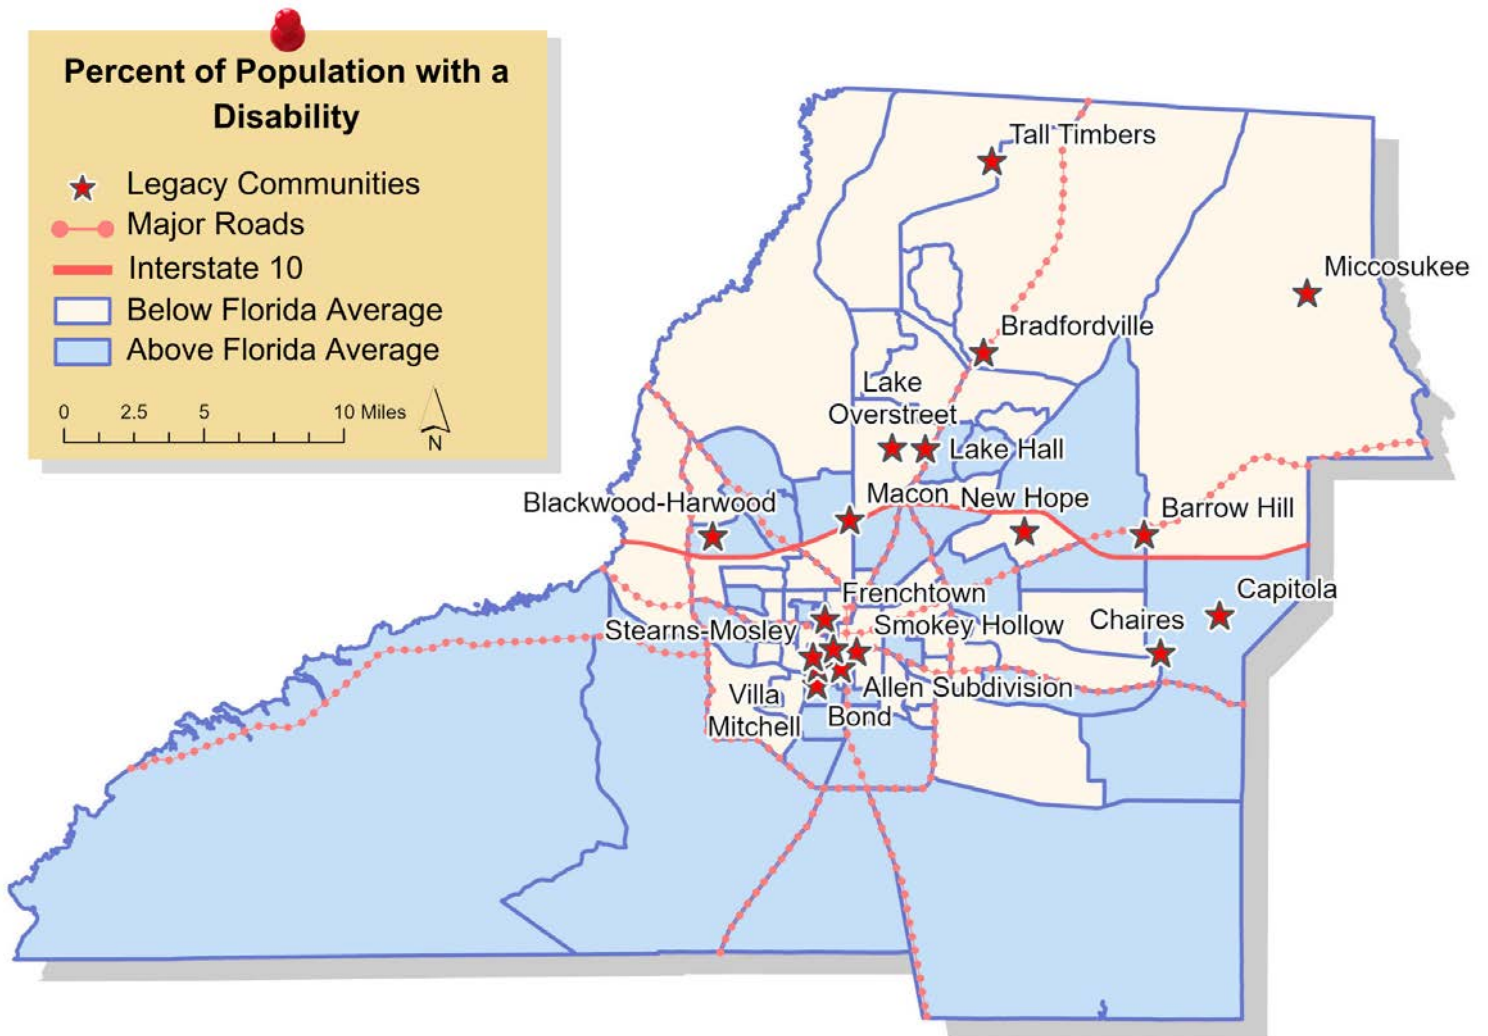 Percent of Population with a
Disability
Legacy Communities
Major Roads
Interstate 10
Below Florida Average
Above Florida Average
0 2.5 5 10 Miles
N
Tall Timbers
Miccosukee
Bradfordville
Lake
Overstreet
Lake Hall
Blackwood-Harwood
Macon
New Hope
Barrow Hill
Frenchtown
Capitola
Stearns-Mosley
Smokey Hollow
Chaires
Villa
Mitchell
Allen Subdivision
Bond